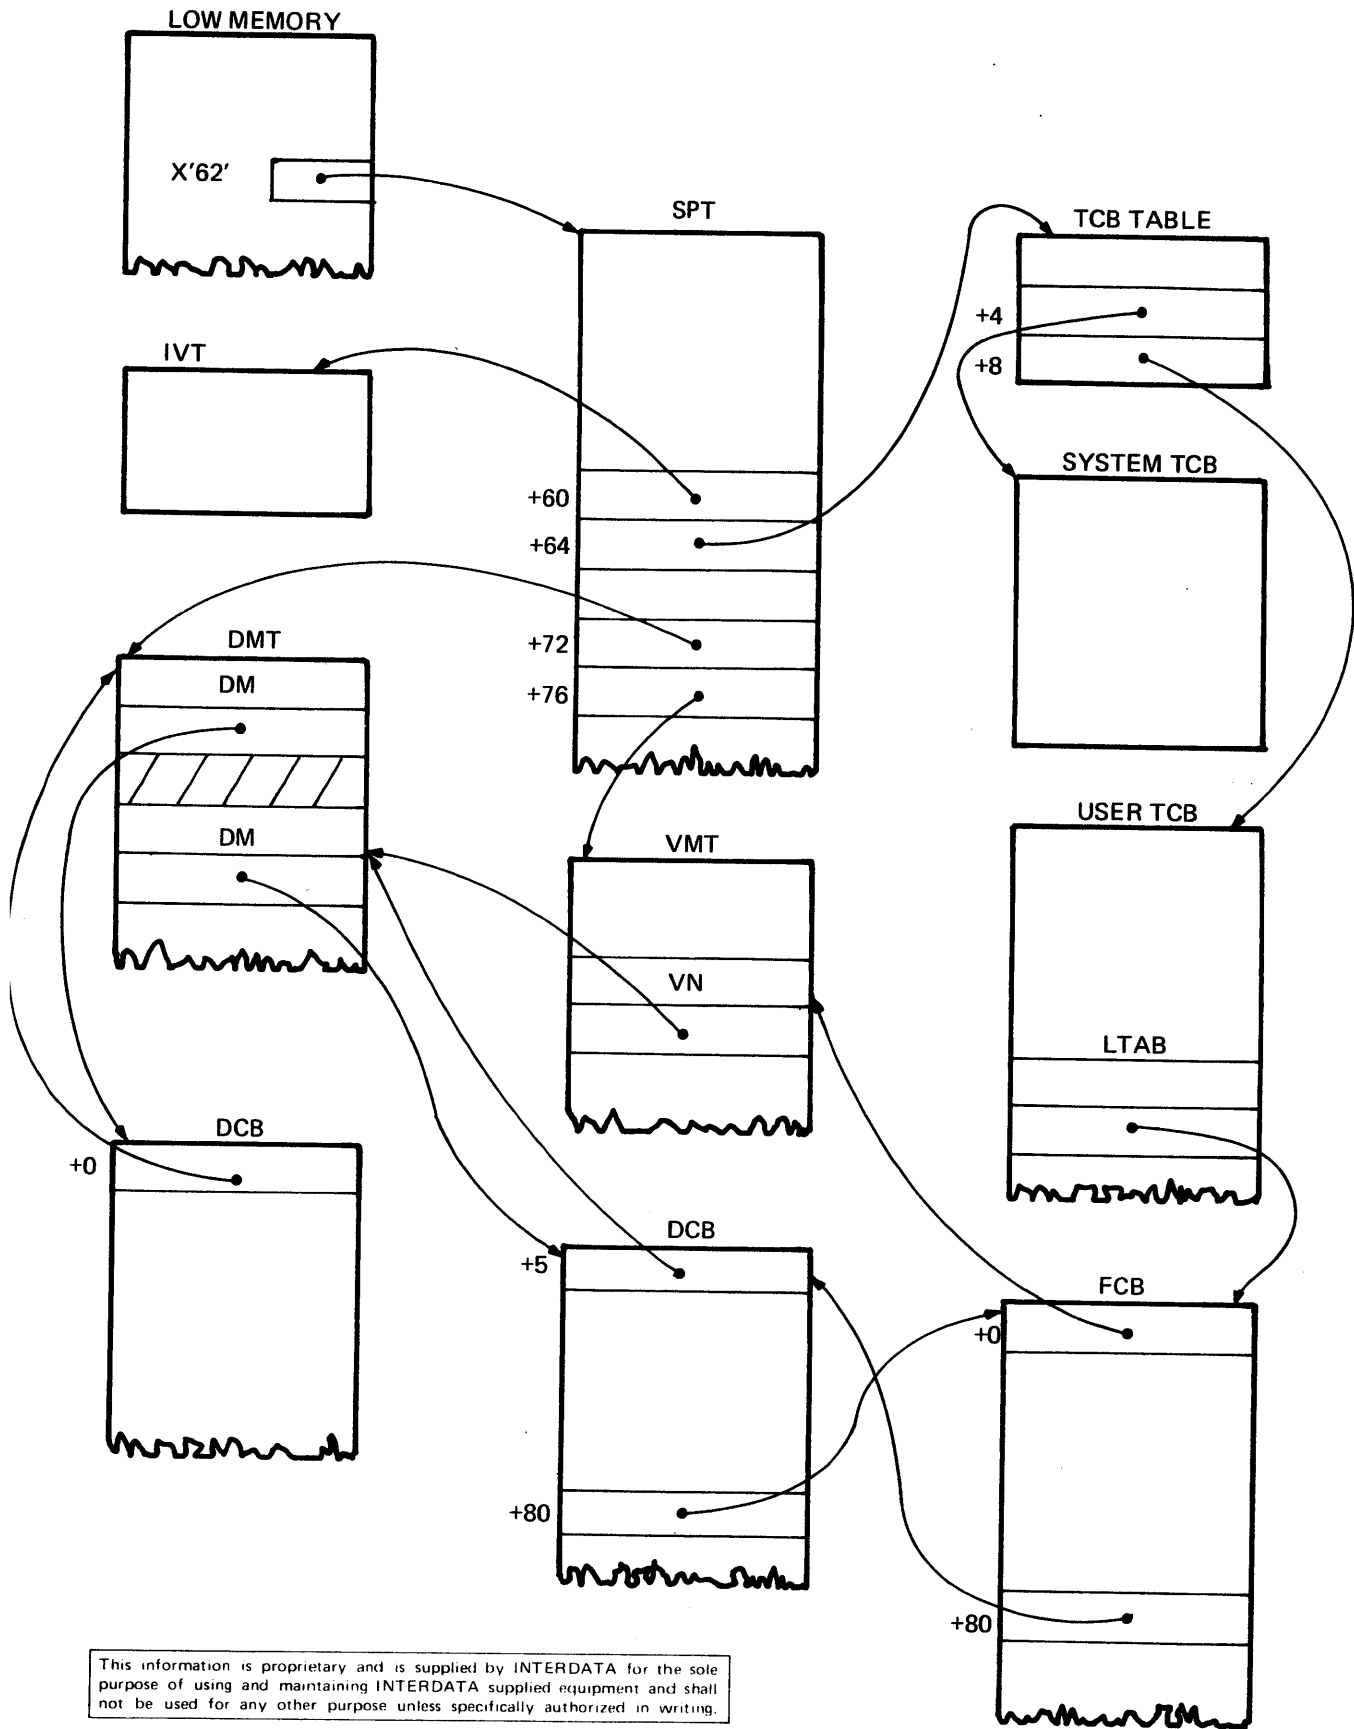 LOW MEMORY
X'62'
SPT
TCB TABLE
+4
+8
IVT
SYSTEM TCB
+60
+64
+72
+76
DMT
DM
DM
USER TCB
VMT
VN
LTAB
DCB
+0
DCB
+5
FCB
+0
+80
+80
This information is proprietary and is supplied by INTERDATA for the sole
purpose of using and maintaining INTERDATA supplied equipment and shall
not be used for any other purpose unless specifically authorized in writing.